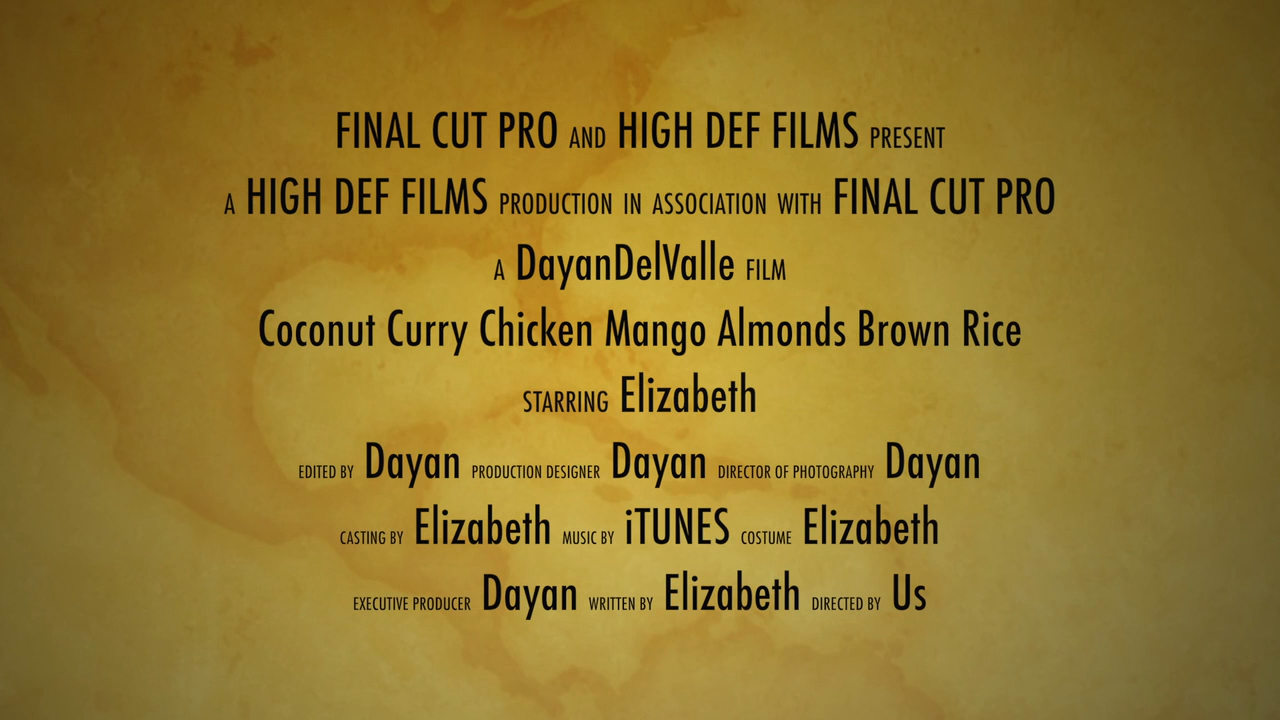 FINAL CUT PRO AND HIGH DEF FILMS PRESENT
A HIGH DEF FILMS PRODUCTION IN ASSOCIATION WITH FINAL CUT PRO
A DayanDelValle FILM
Coconut Curry Chicken Mango Almonds Brown Rice
STARRING Elizabeth
EDITED BY Dayan PRODUCTION DESIGNER Dayan DIRECTOR OF PHOTOGRAPHY Dayan
CASTING BY Elizabeth MUSIC BY iTUNES COSTUME Elizabeth
EXECUTIVE PRODUCER Dayan WRITTEN BY Elizabeth DIRECTED BY Us